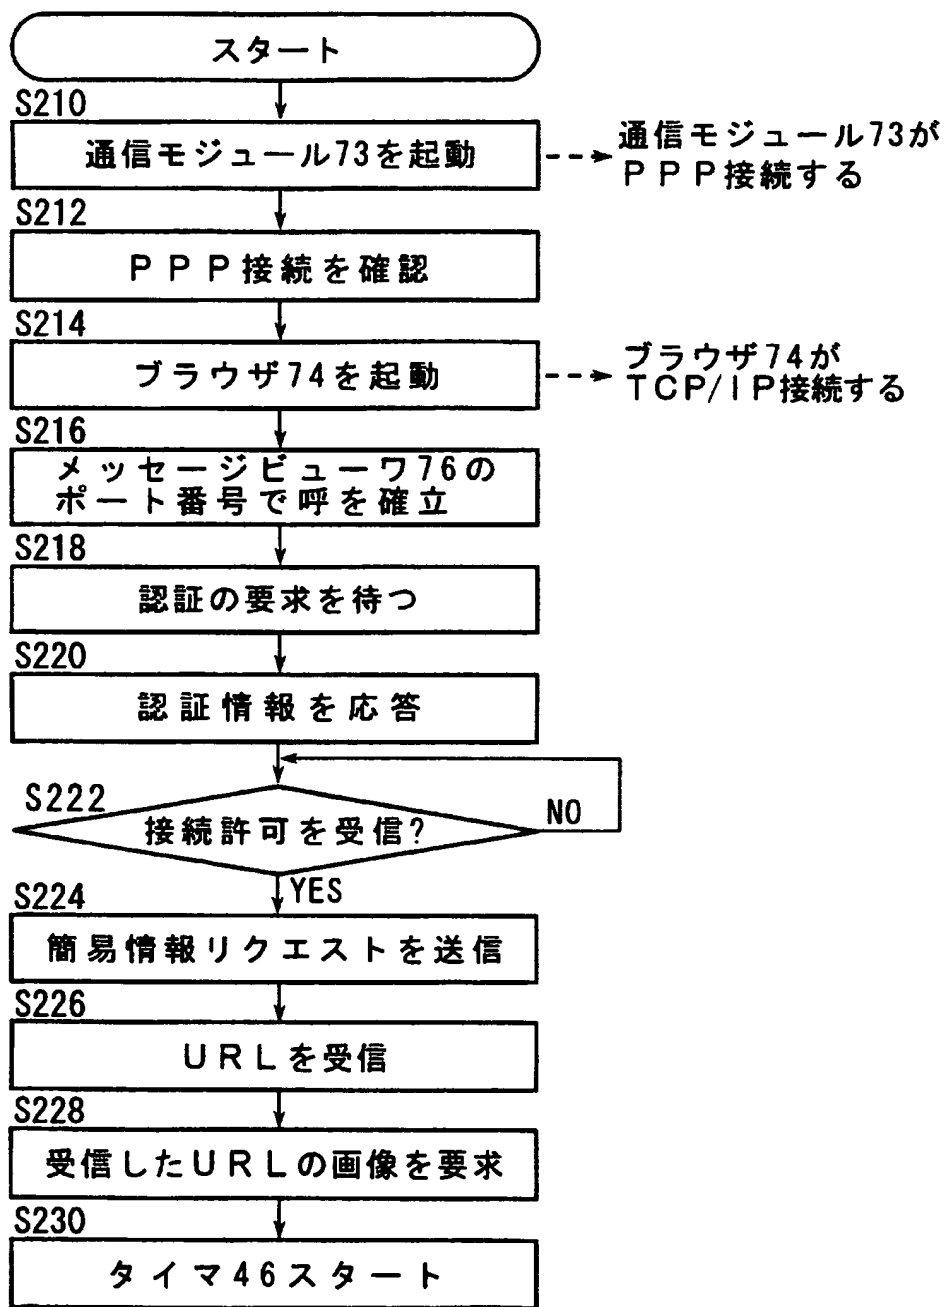 スタート
S210
通信モジュール73を起動
通信モジュール73が
PPP接続する
S212
PPP接続を確認
S214
ブラウザ74を起動
ブラウザ74が
TCP/IP接続する
S216
メッセージビューワ76の
ポート番号で呼を確立
S218
認証の要求を待つ
S220
認証情報を応答
S222
接続許可を受信?
NO
YES
S224
簡易情報リクエストを送信
S226
URLを受信
S228
受信したURLの画像を要求
S230
タイマ46スタート